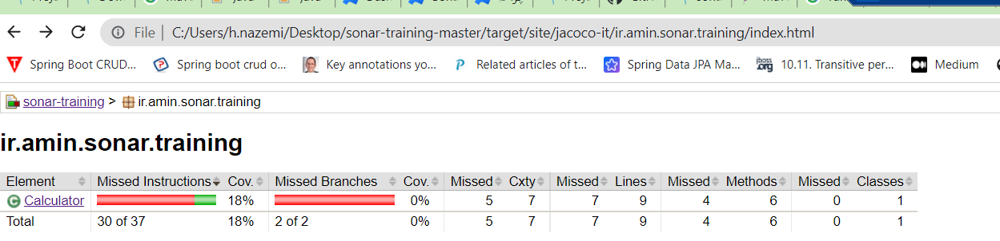 File | C:/Users/h.nazemi/Desktop/sonar-training-master/target/site/jacoco-it/ir.amin.sonar.training/index.html
Spring Boot CRUD... Spring boot crud o... Key annotations yo... Related articles of t... Spring Data JPA Ma... jboss.org 10.11. Transitive per... Medium
sonar-training > ir.amin.sonar.training
ir.amin.sonar.training
Element Missed Instructions Cov. Missed Branches Cov. Missed Cxty Missed Lines Missed Methods Missed Classes
Calculator 18% 0% 5 7 7 9 4 6 0 1
Total 30 of 37 18% 2 of 2 0% 5 7 7 9 4 6 0 1